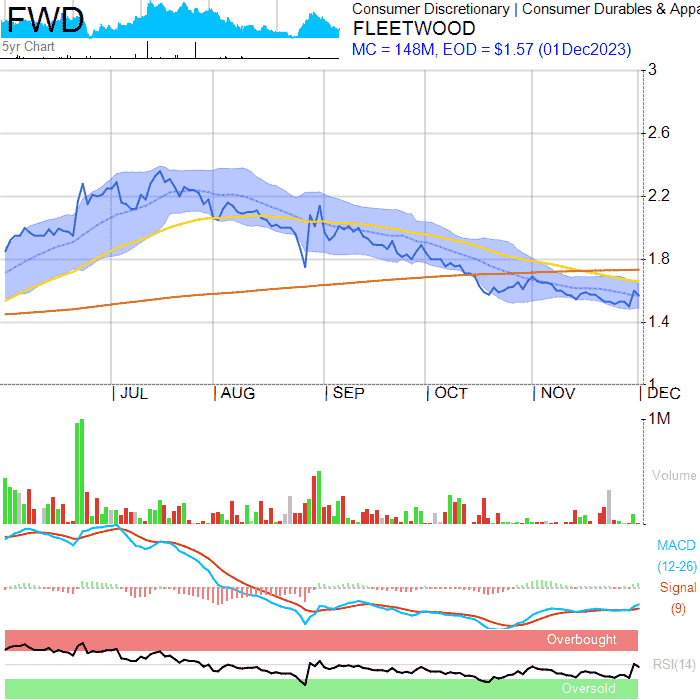 FWD
Consumer Discretionary | Consumer Durables & Appa
FLEETWOOD
MC = 148M, EOD = $1.57 (01Dec2023)
5yr Chart
3
2.6
2.2
1.8
1.4
1
JUL AUG SEP OCT NOV DEC
1M
Volume
MACD
(12-26)
Signal
(9)
Overbought
RSI(14)
Oversold